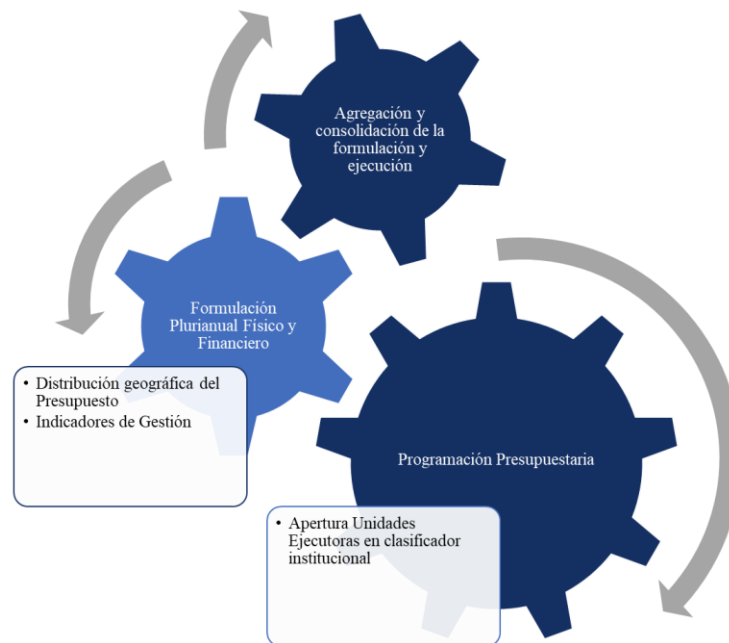 Agregación y
consolidación de la
formulación y
ejecución
Formulación
Plurianual Físico y
Financiero
• Distribución geográfica del
Presupuesto
• Indicadores de Gestión
Programación Presupuestaria
• Apertura Unidades
Ejecutoras en clasificador
institucional